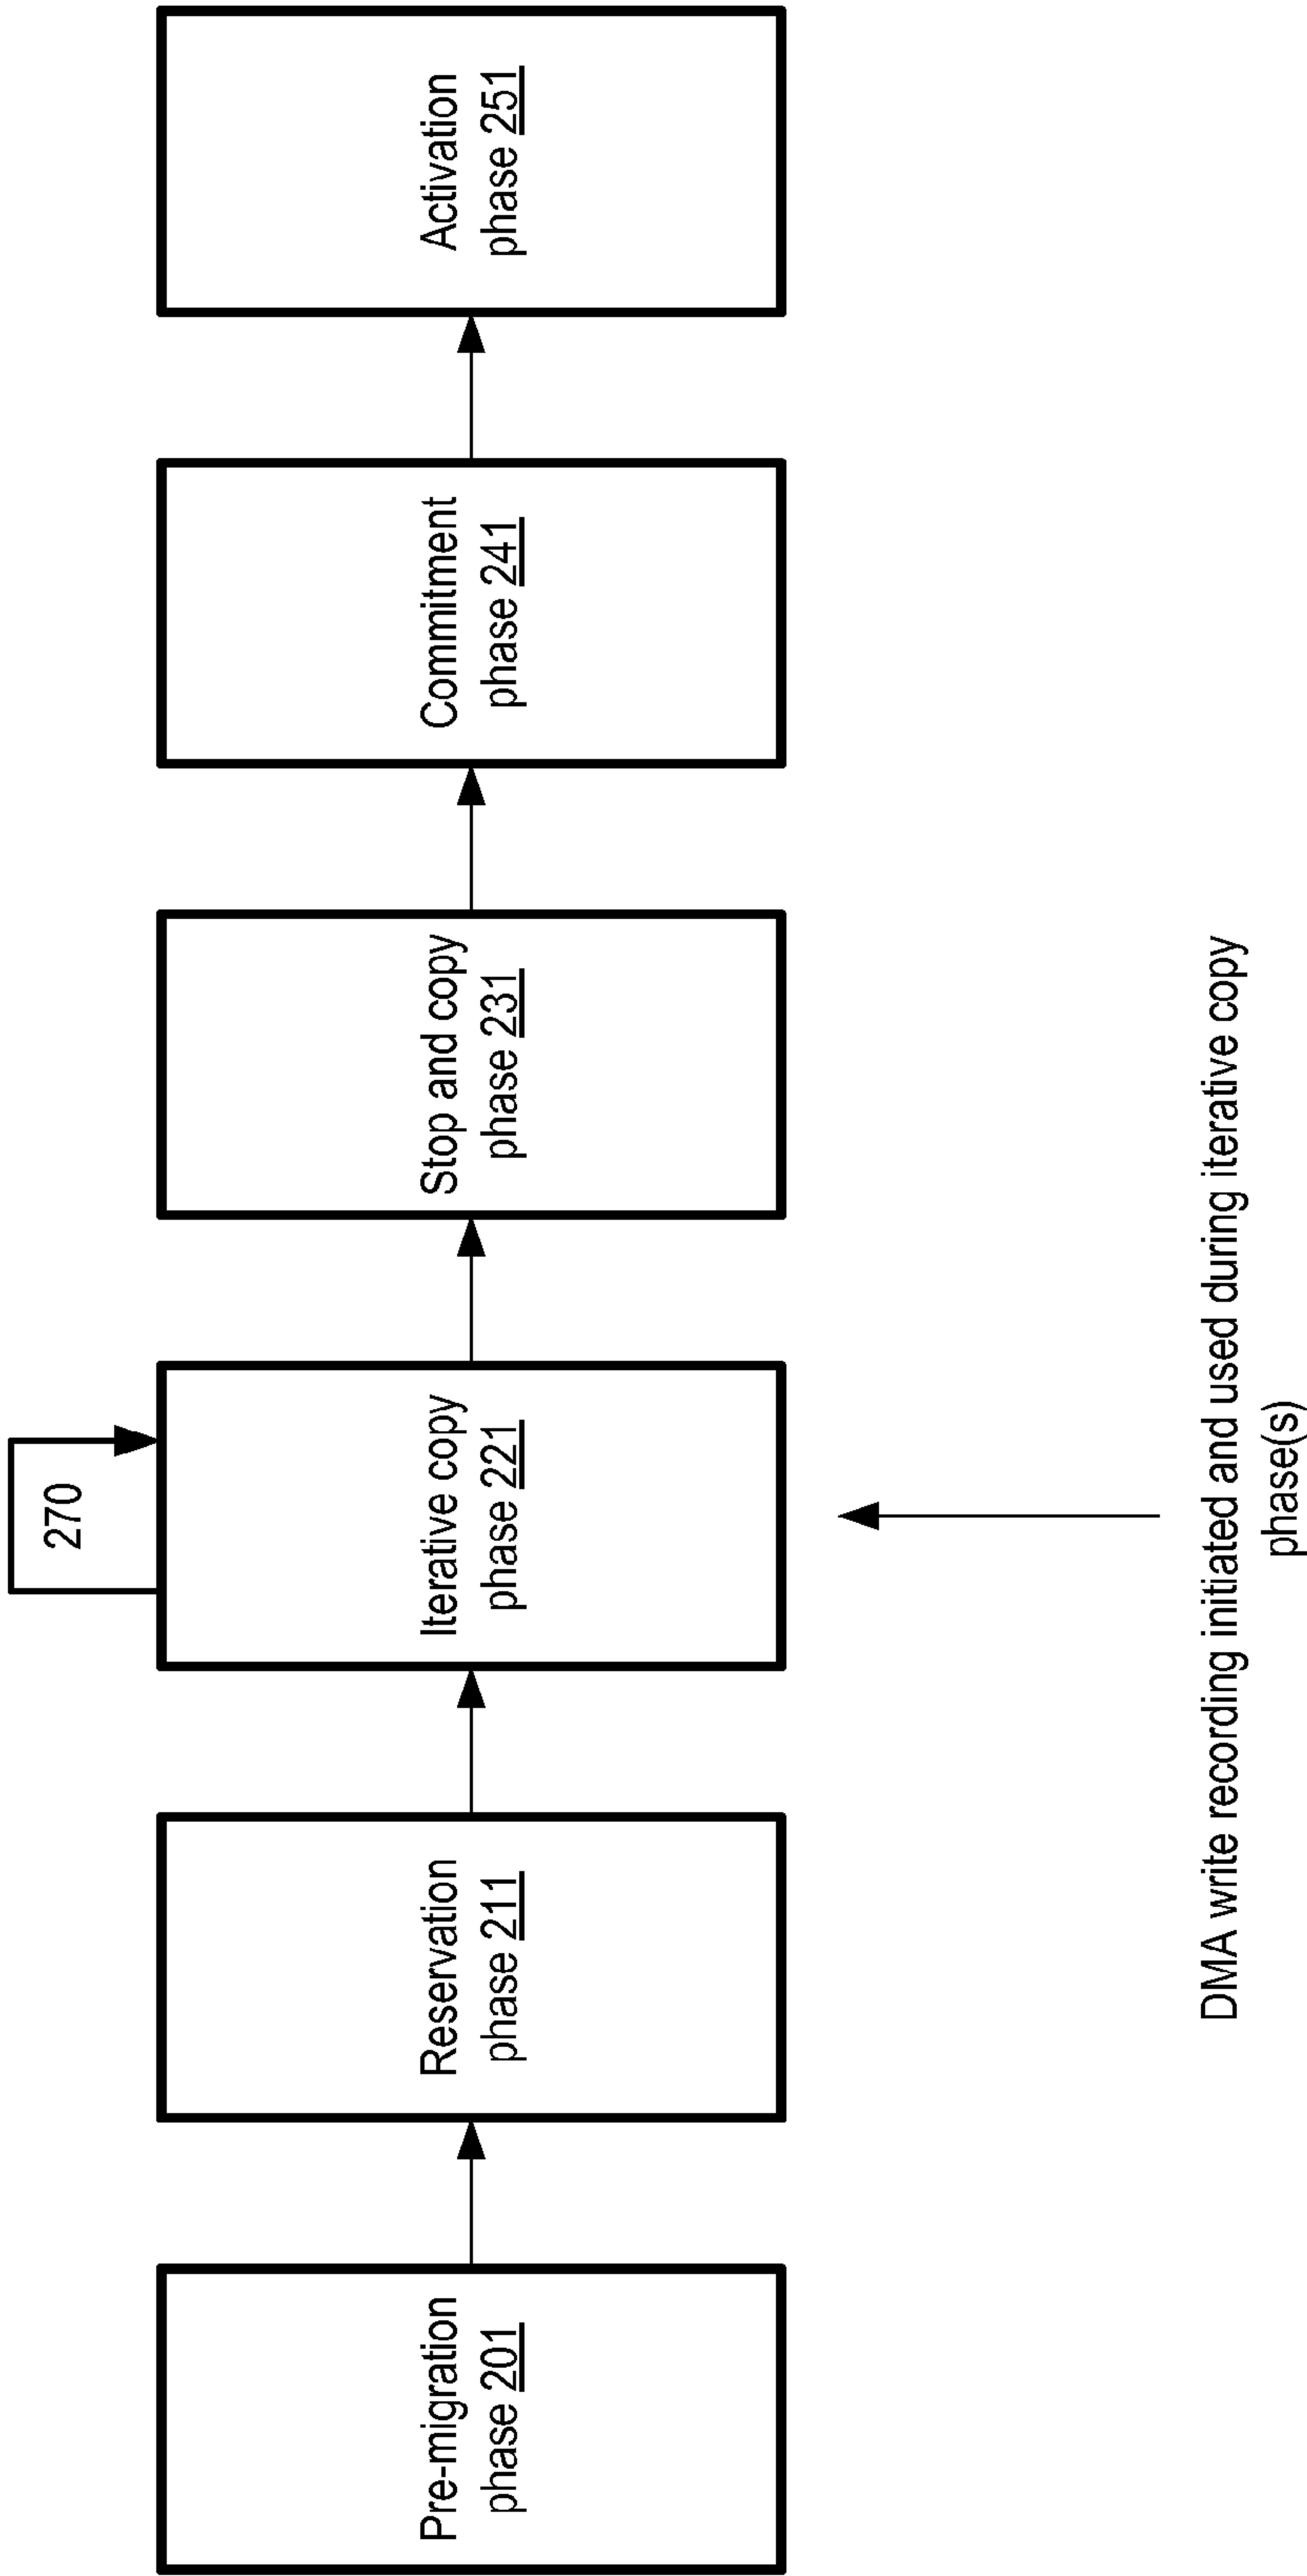 270
Pre-migration
phase 201
Reservation
phase 211
Iterative copy
phase 221
Stop and copy
phase 231
Commitment
phase 241
Activation
phase 251
DMA write recording initiated and used during iterative copy
phase(s)